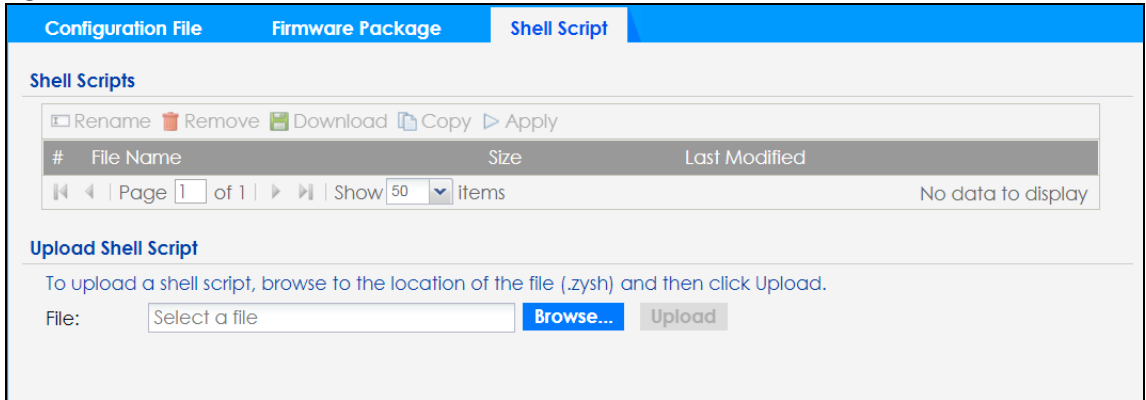 Configuration File Firmware Package Shell Script
Shell Scripts
Rename Remove Download Copy Apply
# File Name Size Last Modified
Page 1 of 1 Show 50 items No data to display
Upload Shell Script
To upload a shell script, browse to the location of the file (.zysh) and then click Upload.
File: Select a file Browse... Upload